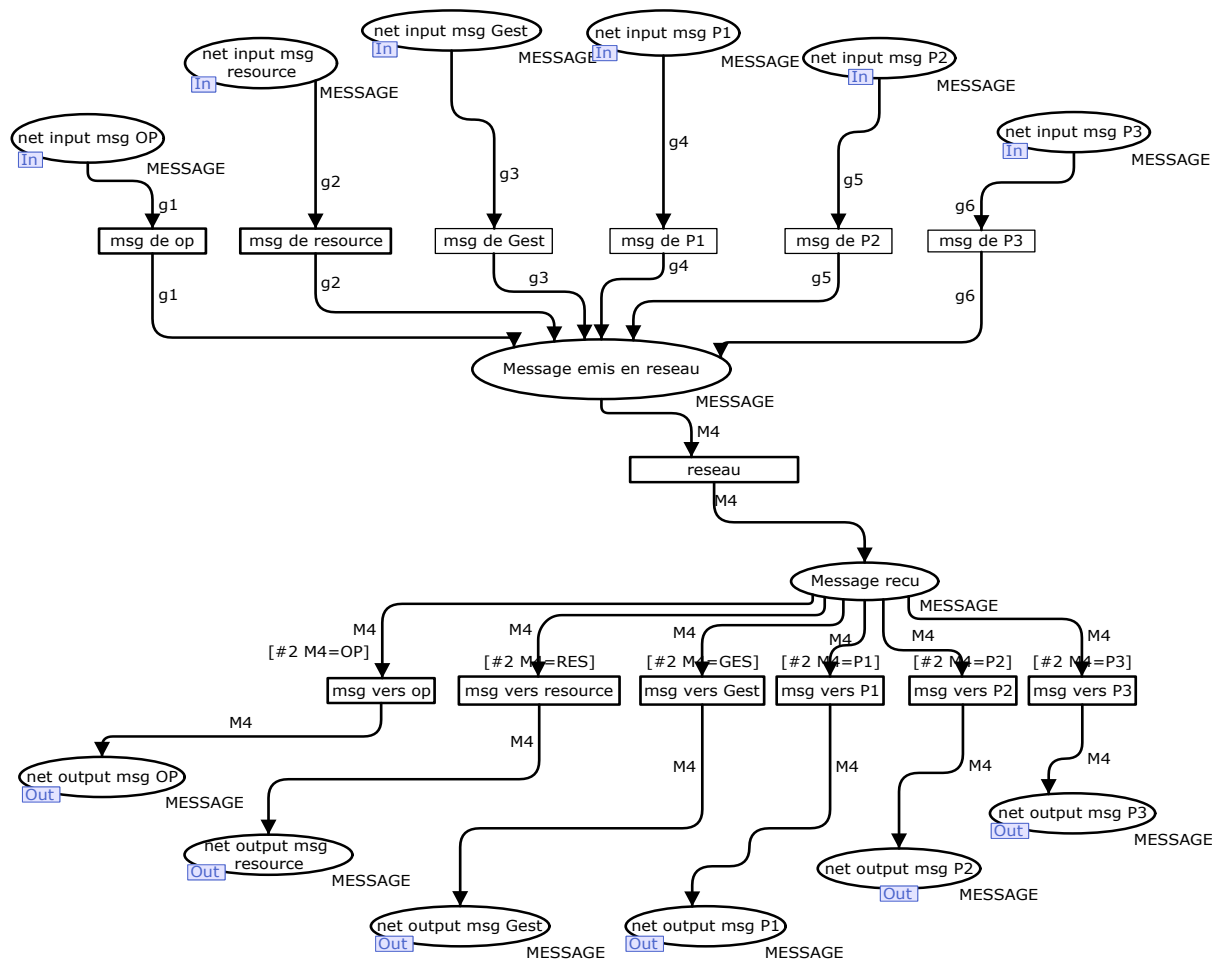 net input msg Gest
In
MESSAGE
net input msg P1
In
MESSAGE
net input msg
resource
In
MESSAGE
net input msg P2
In
MESSAGE
net input msg OP
In
MESSAGE
net input msg P3
In
MESSAGE
g1
g2
g3
g4
g5
g6
msg de op
msg de resource
msg de Gest
msg de P1
msg de P2
msg de P3
g1
g2
g3
g4
g5
g6
Message emis en reseau
MESSAGE
M4
reseau
M4
Message recu
MESSAGE
M4
M4
M4
M4
M4
M4
[#2 M4=OP]
[#2 M4=RES]
[#2 M4=GES]
[#2 M4=P1]
[#2 M4=P2]
[#2 M4=P3]
msg vers op
msg vers resource
msg vers Gest
msg vers P1
msg vers P2
msg vers P3
M4
M4
M4
M4
M4
M4
net output msg OP
Out
MESSAGE
net output msg P3
Out
MESSAGE
net output msg
resource
Out
MESSAGE
net output msg P2
Out
MESSAGE
net output msg Gest
Out
MESSAGE
net output msg P1
Out
MESSAGE